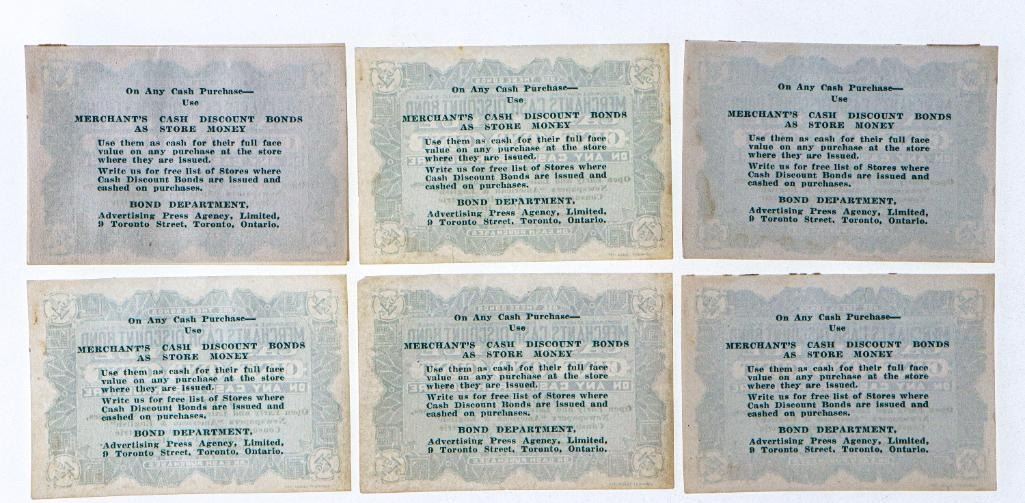 On Any Cash Purchase—
Use
MERCHANT'S CASH DISCOUNT BONDS
AS STORE MONEY
Use them as cash for their full face
value on any purchase at the store
where they are issued.
Write us for free list of Stores where
Cash Discount Bonds are issued and
cashed on purchases.
BOND DEPARTMENT,
Advertising Press Agency, Limited,
9 Toronto Street, Toronto, Ontario.
On Any Cash Purchase—
Use
MERCHANT'S CASH DISCOUNT BONDS
AS STORE MONEY
Use them as cash for their full face
value on any purchase at the store
where they are issued.
Write us for free list of Stores where
Cash Discount Bonds are issued and
cashed on purchases.
BOND DEPARTMENT,
Advertising Press Agency, Limited,
9 Toronto Street, Toronto, Ontario.
On Any Cash Purchase—
Use
MERCHANT'S CASH DISCOUNT BONDS
AS STORE MONEY
Use them as cash for their full face
value on any purchase at the store
where they are issued.
Write us for free list of Stores where
Cash Discount Bonds are issued and
cashed on purchases.
BOND DEPARTMENT,
Advertising Press Agency, Limited,
9 Toronto Street, Toronto, Ontario.
On Any Cash Purchase—
Use
MERCHANT'S CASH DISCOUNT BONDS
AS STORE MONEY
Use them as cash for their full face
value on any purchase at the store
where they are issued.
Write us for free list of Stores where
Cash Discount Bonds are issued and
cashed on purchases.
BOND DEPARTMENT,
Advertising Press Agency, Limited,
9 Toronto Street, Toronto, Ontario.
On Any Cash Purchase—
Use
MERCHANT'S CASH DISCOUNT BONDS
AS STORE MONEY
Use them as cash for their full face
value on any purchase at the store
where they are issued.
Write us for free list of Stores where
Cash Discount Bonds are issued and
cashed on purchases.
BOND DEPARTMENT,
Advertising Press Agency, Limited,
9 Toronto Street, Toronto, Ontario.
On Any Cash Purchase—
Use
MERCHANT'S CASH DISCOUNT BONDS
AS STORE MONEY
Use them as cash for their full face
value on any purchase at the store
where they are issued.
Write us for free list of Stores where
Cash Discount Bonds are issued and
cashed on purchases.
BOND DEPARTMENT,
Advertising Press Agency, Limited,
9 Toronto Street, Toronto, Ontario.